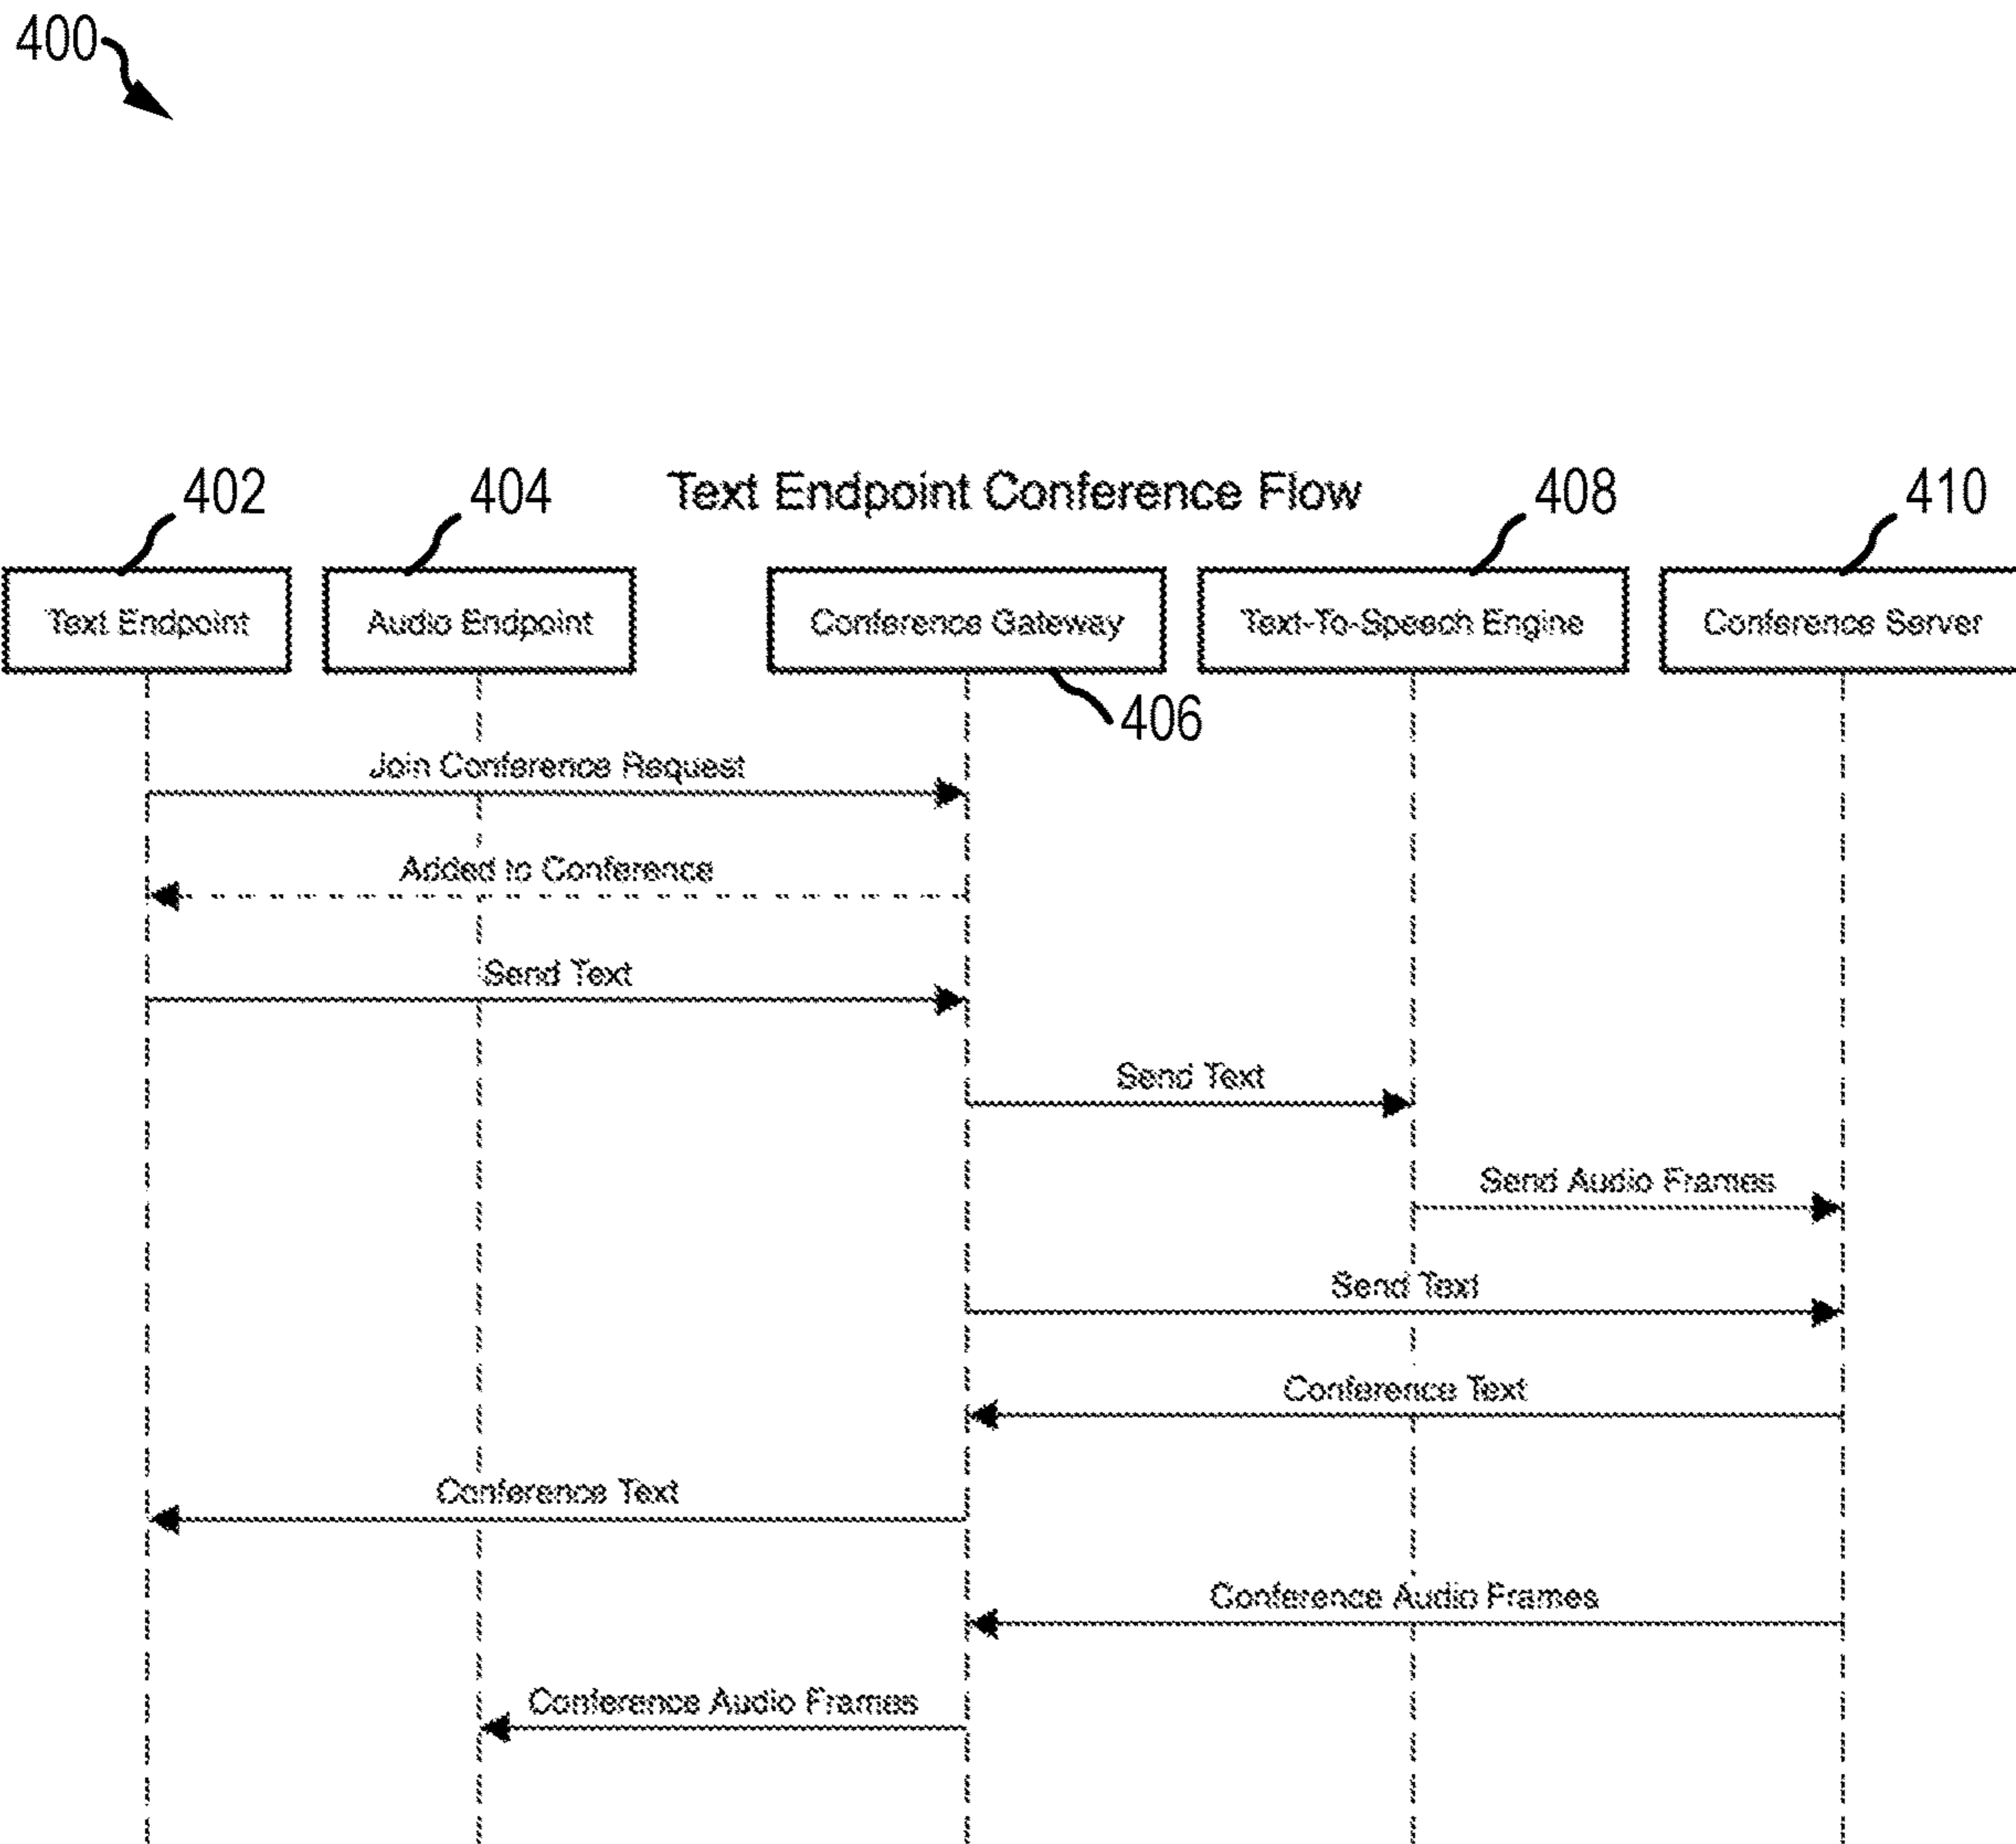 400
402
404
Text Endpoint Conference Flow
408
410
Text Endpoint
Audio Endpoint
Conference Gateway
Text-To-Speech Engine
Conference Server
406
Join Conference Request
Added to Conference
Send Text
Send Text
Send Audio Frames
Send Text
Conference Text
Conference Text
Conference Audio Frames
Conference Audio Frames